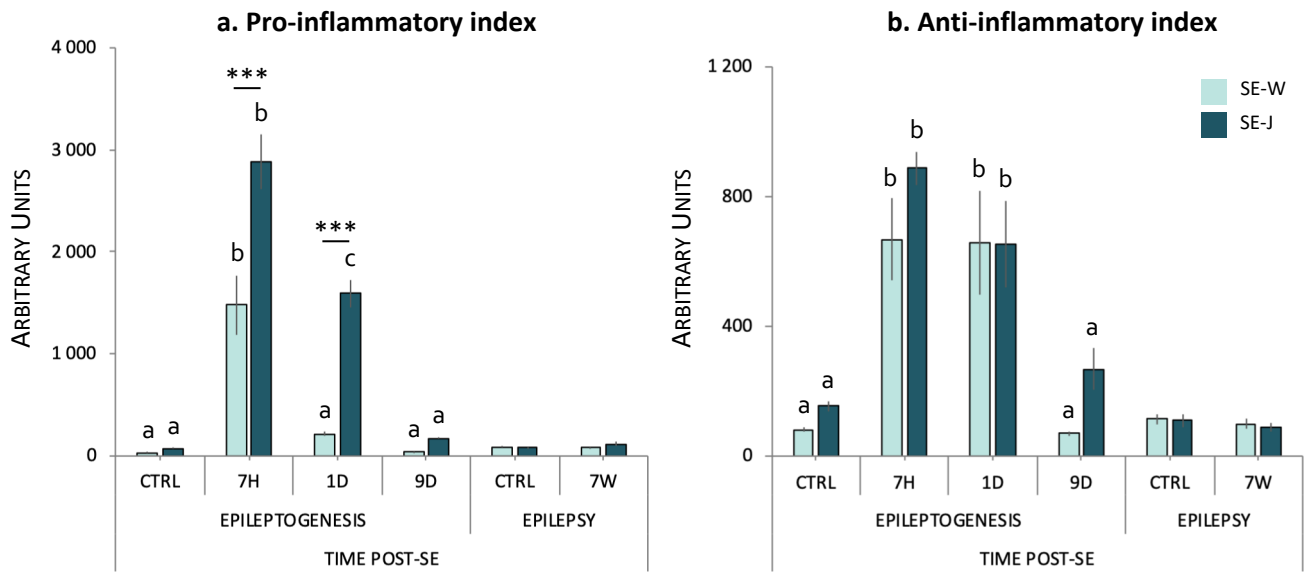 a. Pro-inflammatory index
ARBITRARY UNITS
4 000
3 000
2 000
1 000
0
a
a
b
***
b
a
***
c
a
a
CTRL
7H
1D
9D
CTRL
7W
EPILEPTOGENESIS
EPILEPSY
TIME POST-SE
b. Anti-inflammatory index
ARBITRARY UNITS
1 200
800
400
0
SE-W
SE-J
a
a
b
b
b
b
a
a
CTRL
7H
1D
9D
CTRL
7W
EPILEPTOGENESIS
EPILEPSY
TIME POST-SE